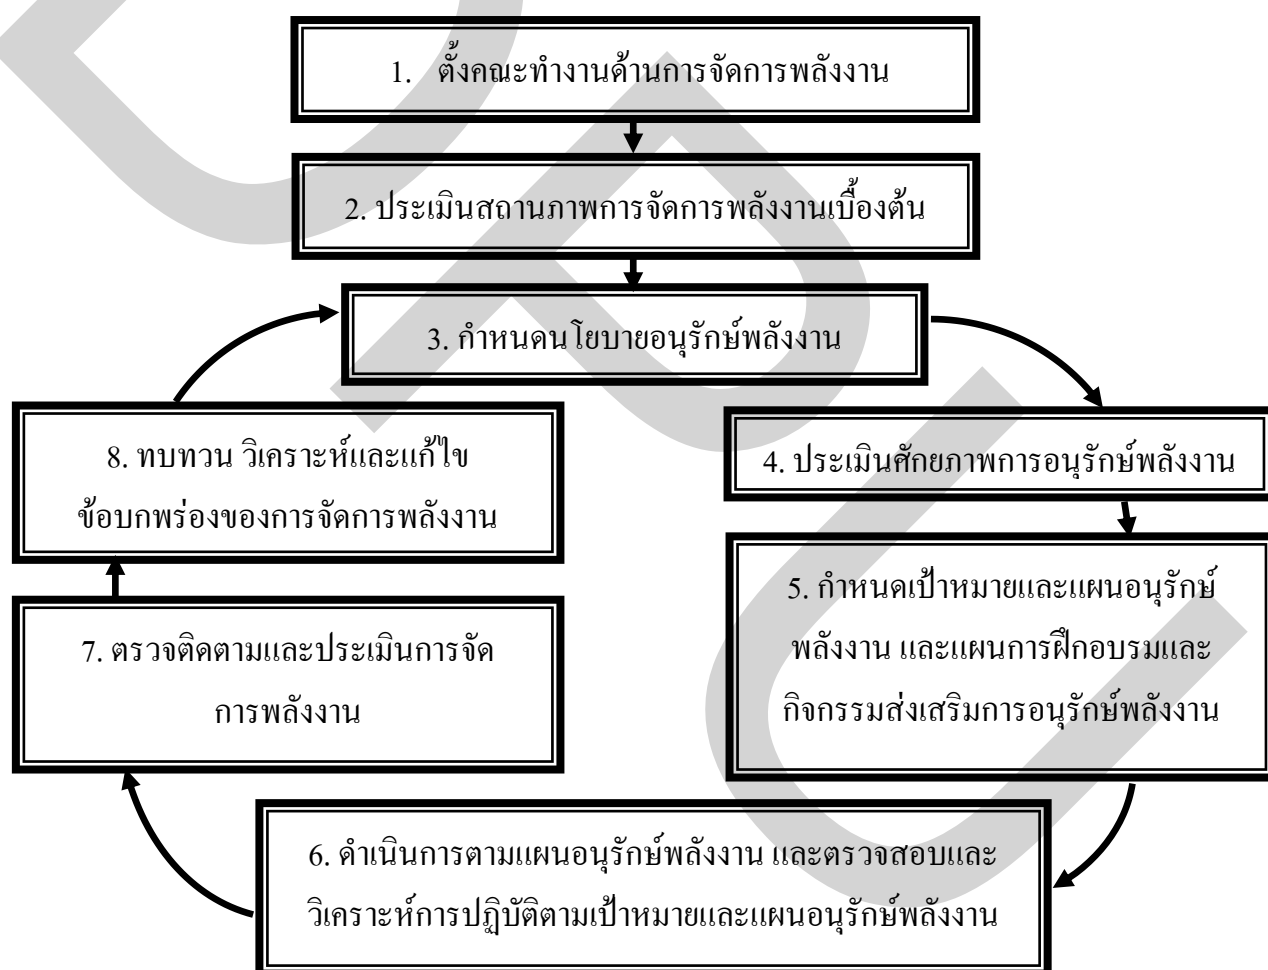 1. ตั้งคณะทำงานด้านการจัดการพลังงาน
2. ประเมินสถานภาพการจัดการพลังงานเบื้องต้น
3. กำหนดนโยบายอนุรักษ์พลังงาน
4. ประเมินศักยภาพการอนุรักษ์พลังงาน
5. กำหนดเป้าหมายและแผนอนุรักษ์
พลังงาน และแผนการฝึกอบรมและ
กิจกรรมส่งเสริมการอนุรักษ์พลังงาน
6. ดำเนินการตามแผนอนุรักษ์พลังงาน และตรวจสอบและ
วิเคราะห์การปฏิบัติตามเป้าหมายและแผนอนุรักษ์พลังงาน
7. ตรวจติดตามและประเมินการจัด
การพลังงาน
8. ทบทวน วิเคราะห์และแก้ไข
ข้อบกพร่องของการจัดการพลังงาน